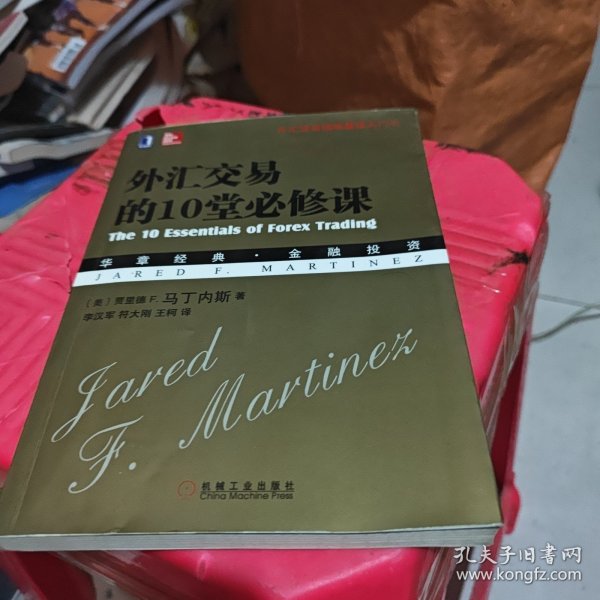 外汇交易
的10堂必修课
The 10 Essentials of Forex Trading
华章经典·金融投资
JARED F. MARTINEZ
〔美〕贾里德 F. 马丁内斯 著
李汉军 符大刚 王柯 译
Jared
F. Martinez
机械工业出版社
China Machine Press
孔夫子旧书网
www.kongfz.com